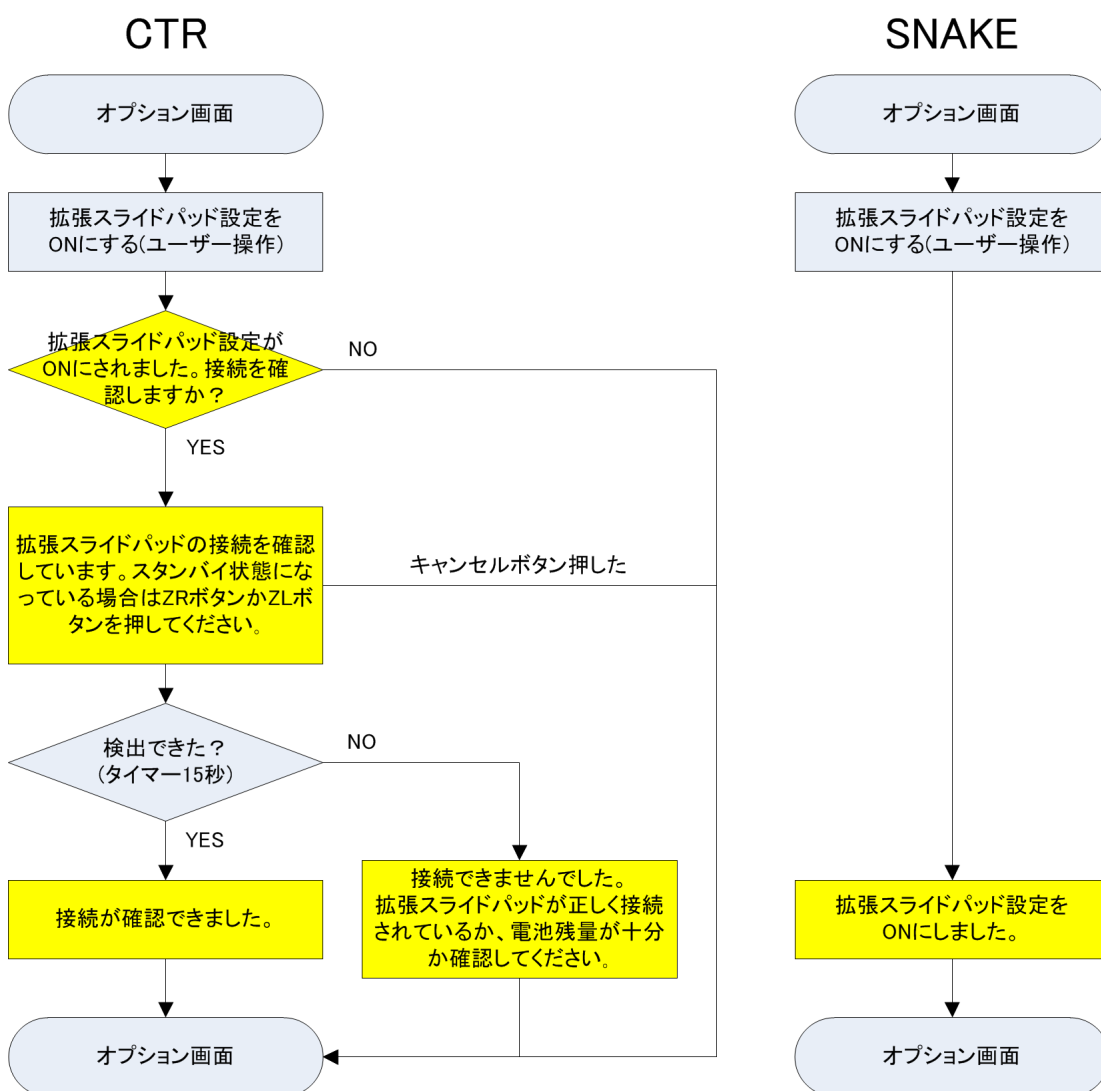 CTR
オプション画面
拡張スライドパッド設定を
ONにする(ユーザー操作)
拡張スライドパッド設定が
ONにされました。接続を確
認しますか？
NO
YES
拡張スライドパッドの接続を確認
しています。スタンバイ状態にな
っている場合はZRボタンかZLボ
タンを押してください。
キャンセルボタン押した
検出できた？
(タイマー15秒)
NO
YES
接続が確認できました。
接続できませんでした。
拡張スライドパッドが正しく接続
されているか、電池残量が十分
か確認してください。
オプション画面
SNAKE
オプション画面
拡張スライドパッド設定を
ONにする(ユーザー操作)
拡張スライドパッド設定を
ONにしました。
オプション画面